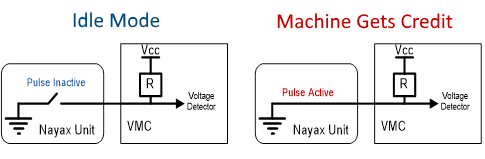 Idle Mode
Vcc
R
Pulse Inactive
Voltage
Detector
Nayax Unit
VMC
Machine Gets Credit
Vcc
R
Pulse Active
Voltage
Detector
Nayax Unit
VMC